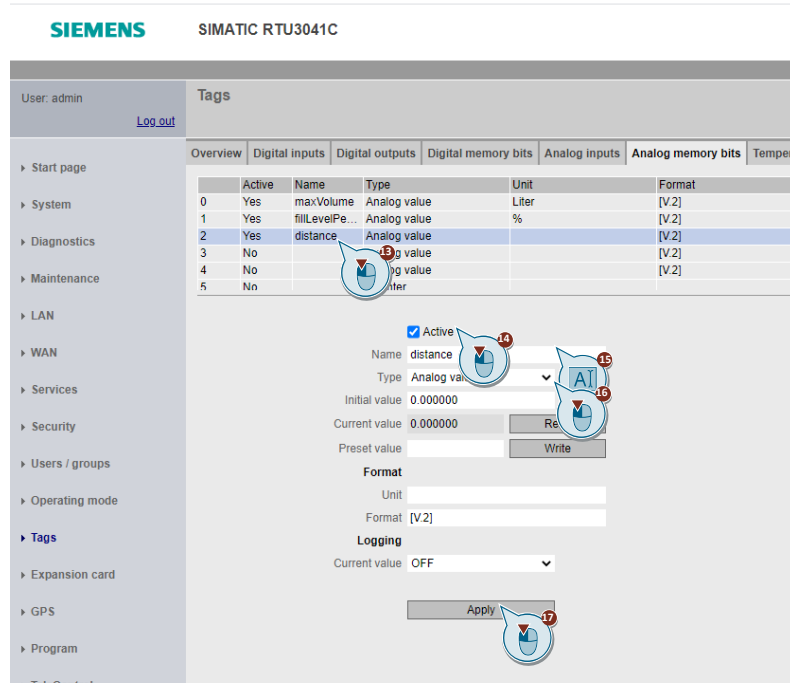 SIEMENS SIMATIC RTU3041C
User: admin
Log out
Tags
Overview Digital inputs Digital outputs Digital memory bits Analog inputs Analog memory bits
Active Name Type Unit Format
0 Yes maxVolume Analog value Liter [V.2]
1 Yes fillLevelPe... Analog value % [V.2]
2 Yes distance Analog value [V.2]
3 No value [V.2]
4 No value [V.2]
5 No
13
Start page
System
Diagnostics
Maintenance
LAN
WAN
Services
Security
Users / groups
Operating mode
Tags
Expansion card
GPS
Program
Active
14
Name distance
15
Type Analog
AI
16
Initial value 0.000000
Current value 0.000000
Preset value Write
Format
Unit
Format [V.2]
Logging
Current value OFF
Apply
17